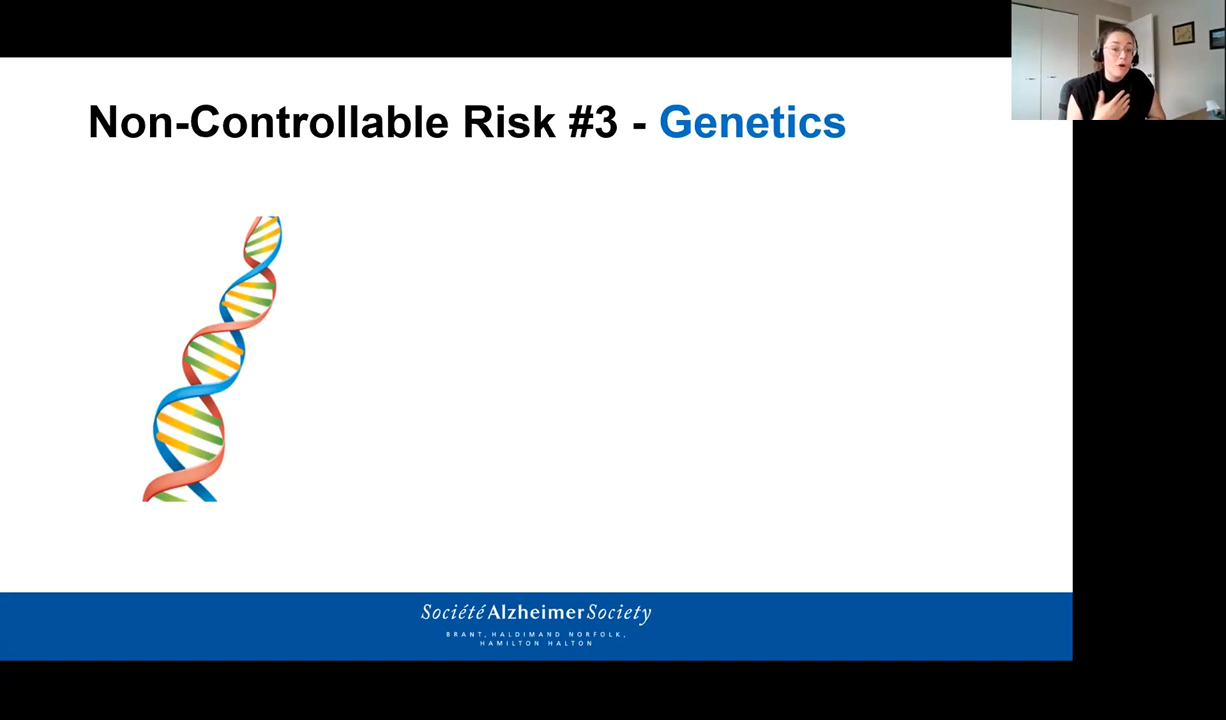 Non-Controllable Risk #3 - Genetics
Société Alzheimer Society
BRANT, HALDIMAND NORFOLK,
HAMILTON HALTON